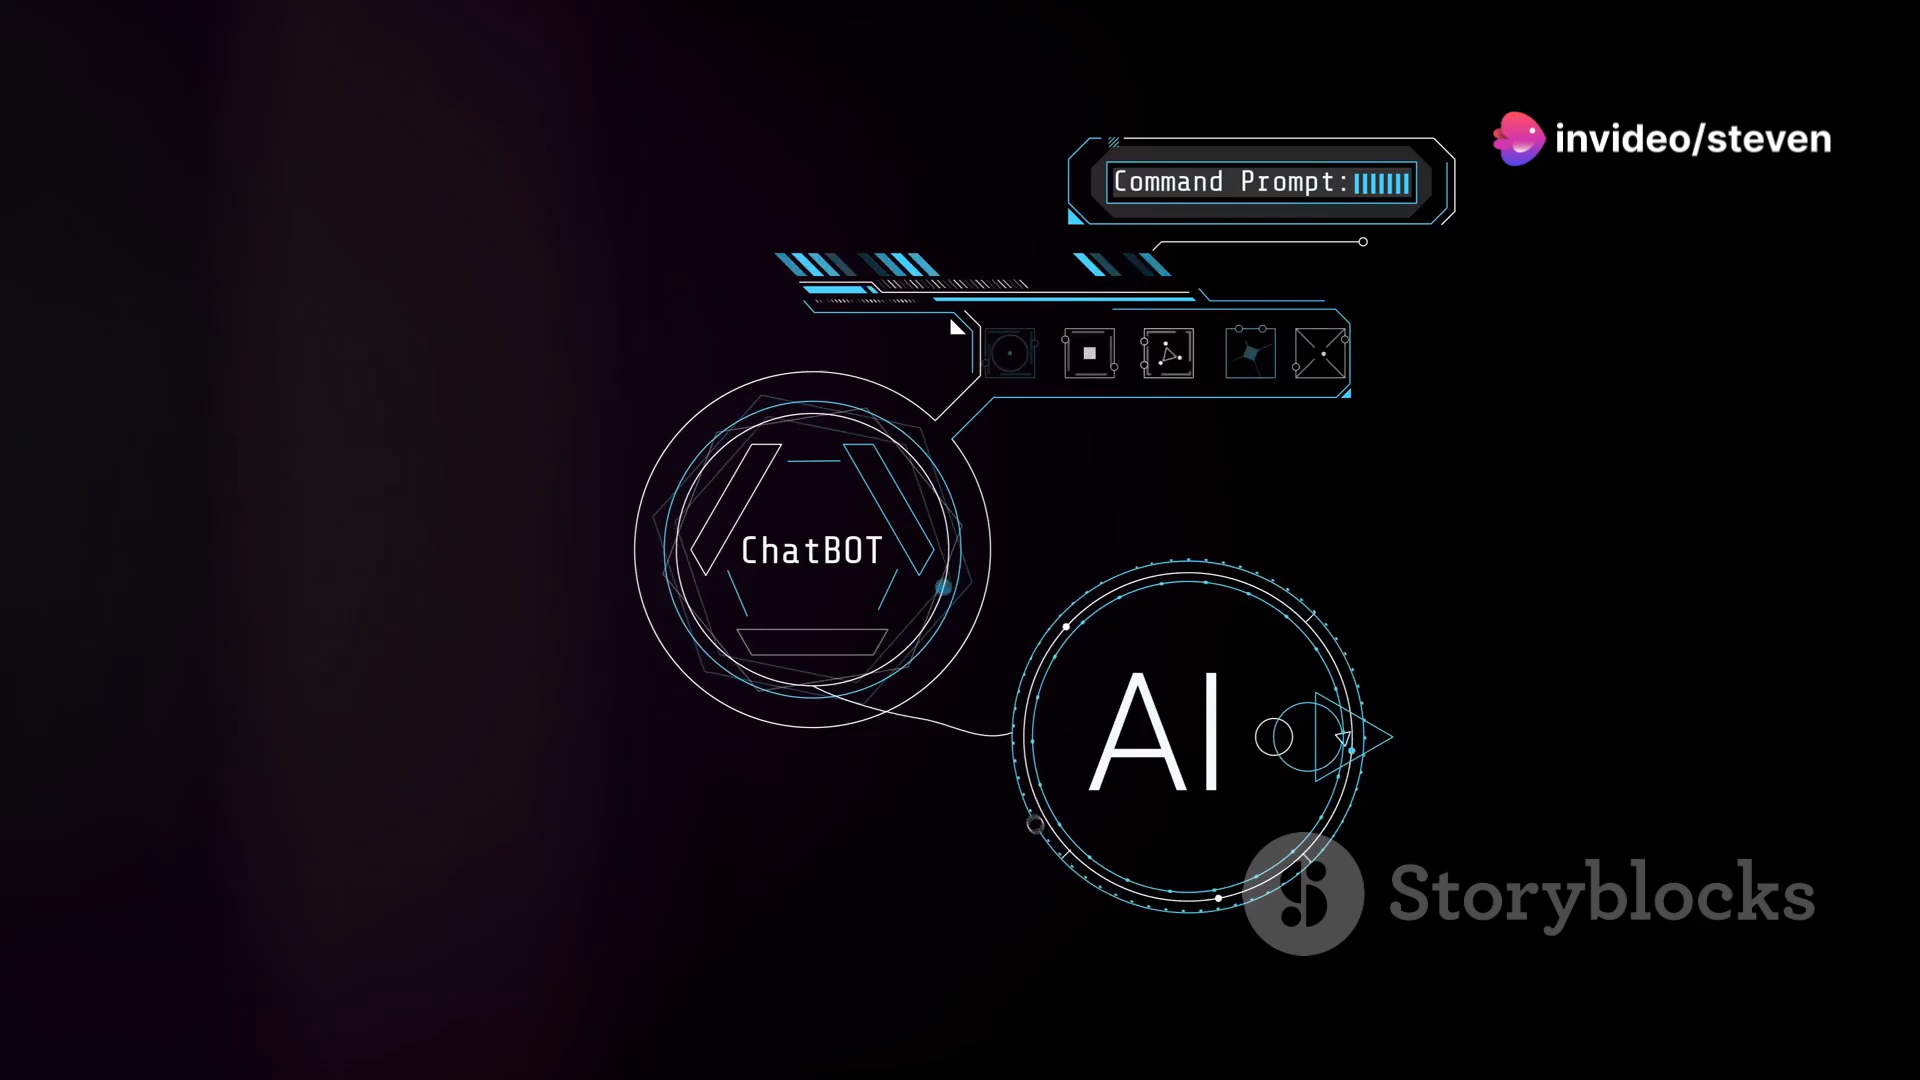 invideo/steven
Command Prompt:
ChatBOT
AI
Storyblocks